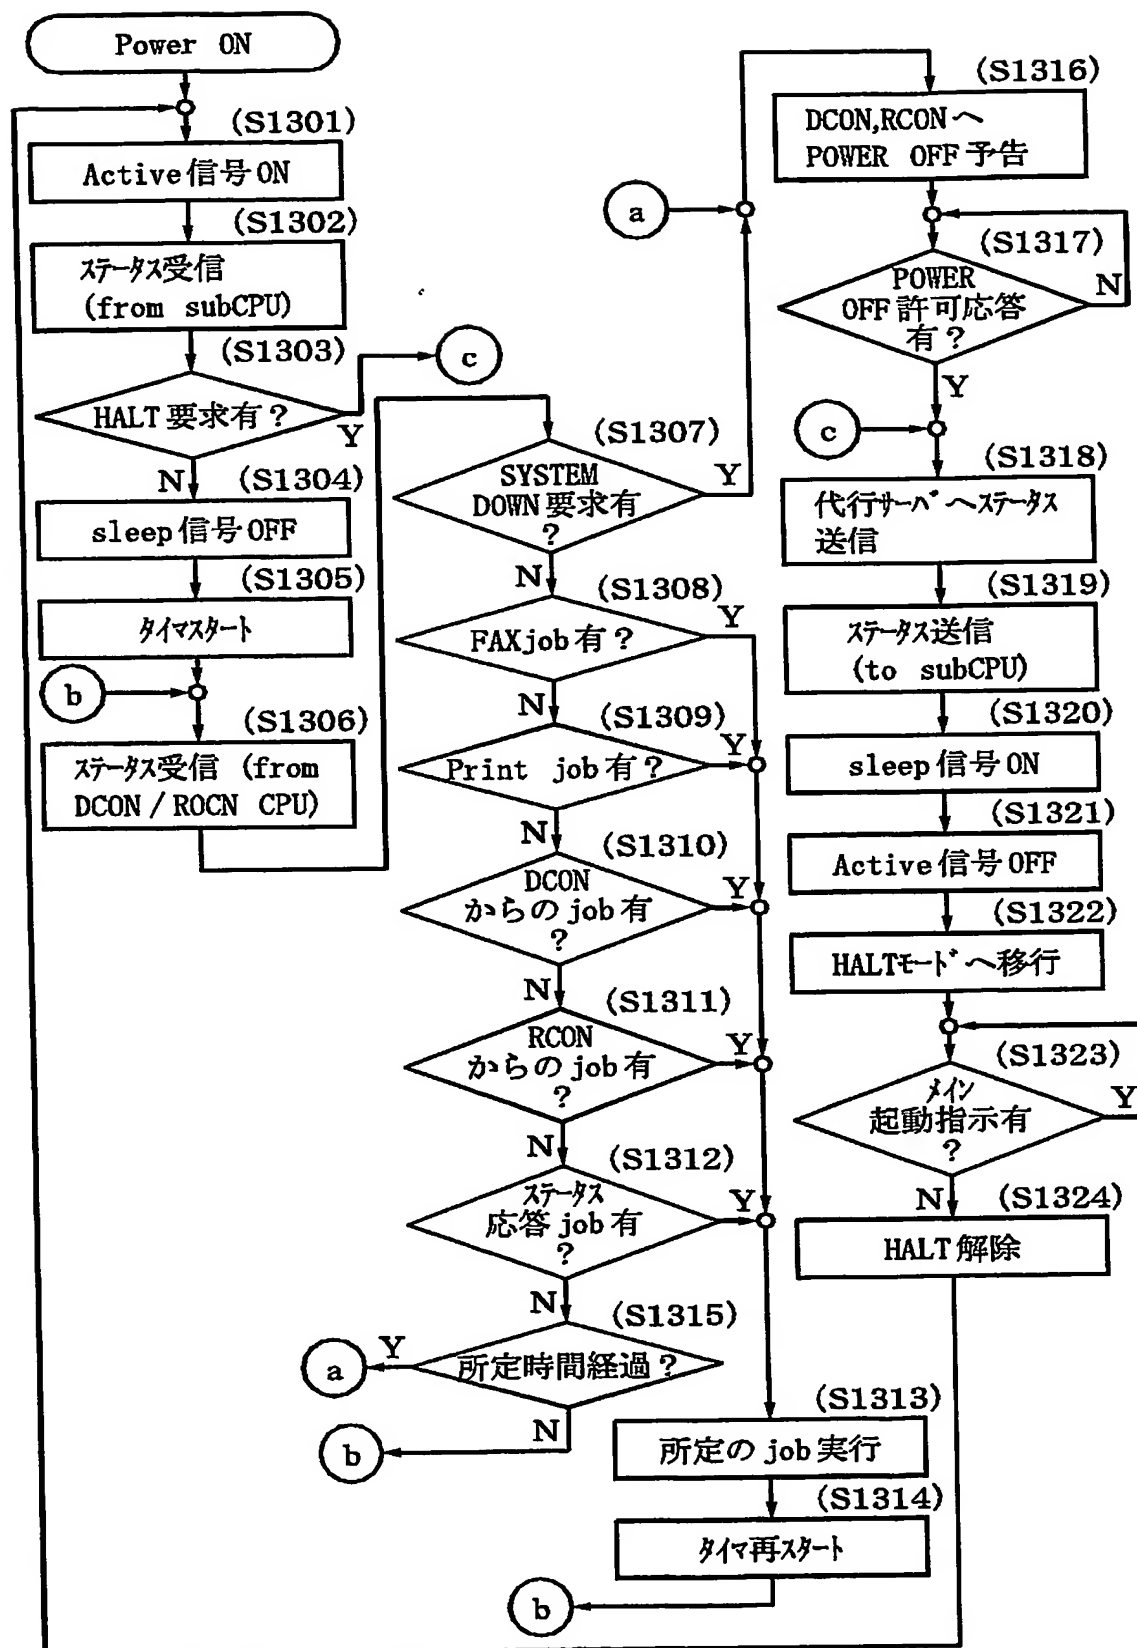 Power ON
(S1301)
Active信号ON
(S1302)
ステータス受信
(from subCPU)
(S1303)
HALT要求有？
Y
c
N
(S1304)
sleep信号OFF
(S1305)
タイマスタート
b
(S1306)
ステータス受信 (from
DCON / ROCN CPU)
(S1307)
SYSTEM
DOWN要求有
?
Y
N
(S1308)
FAXjob有？
Y
N
(S1309)
Print job有？
Y
N
(S1310)
DCON
からのjob有
?
Y
N
(S1311)
RCON
からのjob有
?
Y
N
(S1312)
ステータス
応答job有
?
Y
N
(S1315)
所定時間経過？
Y
a
N
b
(S1313)
所定のjob実行
(S1314)
タイマ再スタート
b
a
(S1316)
DCON,RCONへ
POWER OFF予告
(S1317)
POWER
OFF許可応答
有？
N
Y
c
(S1318)
代行サーバへステータス
送信
(S1319)
ステータス送信
(to subCPU)
(S1320)
sleep信号ON
(S1321)
Active信号OFF
(S1322)
HALTモードへ移行
(S1323)
メイン
起動指示有
?
Y
N
(S1324)
HALT解除